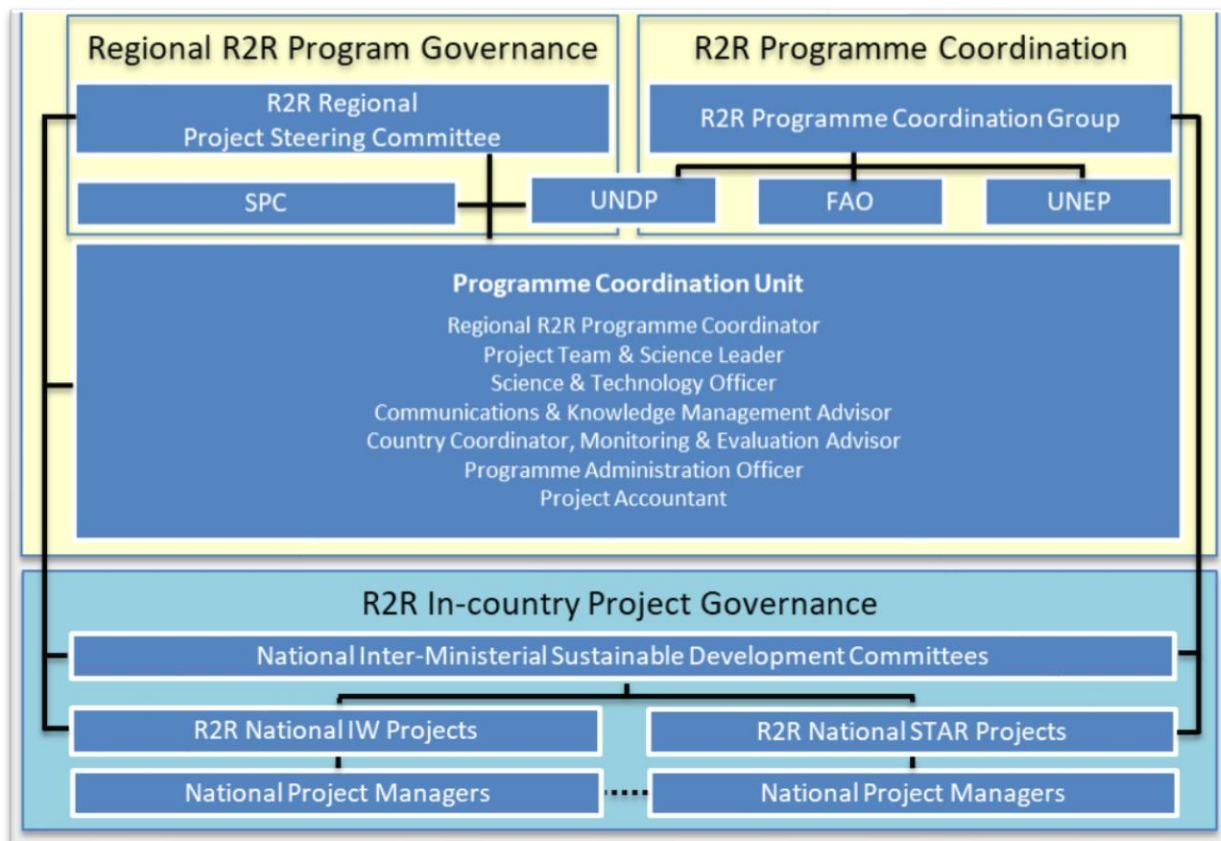 Regional R2R Program Governance
R2R Programme Coordination
R2R Regional
Project Steering Committee
R2R Programme Coordination Group
SPC
UNDP
FAO
UNEP
Programme Coordination Unit
Regional R2R Programme Coordinator
Project Team & Science Leader
Science & Technology Officer
Communications & Knowledge Management Advisor
Country Coordinator, Monitoring & Evaluation Advisor
Programme Administration Officer
Project Accountant
R2R In-country Project Governance
National Inter-Ministerial Sustainable Development Committees
R2R National IW Projects
R2R National STAR Projects
National Project Managers
National Project Managers